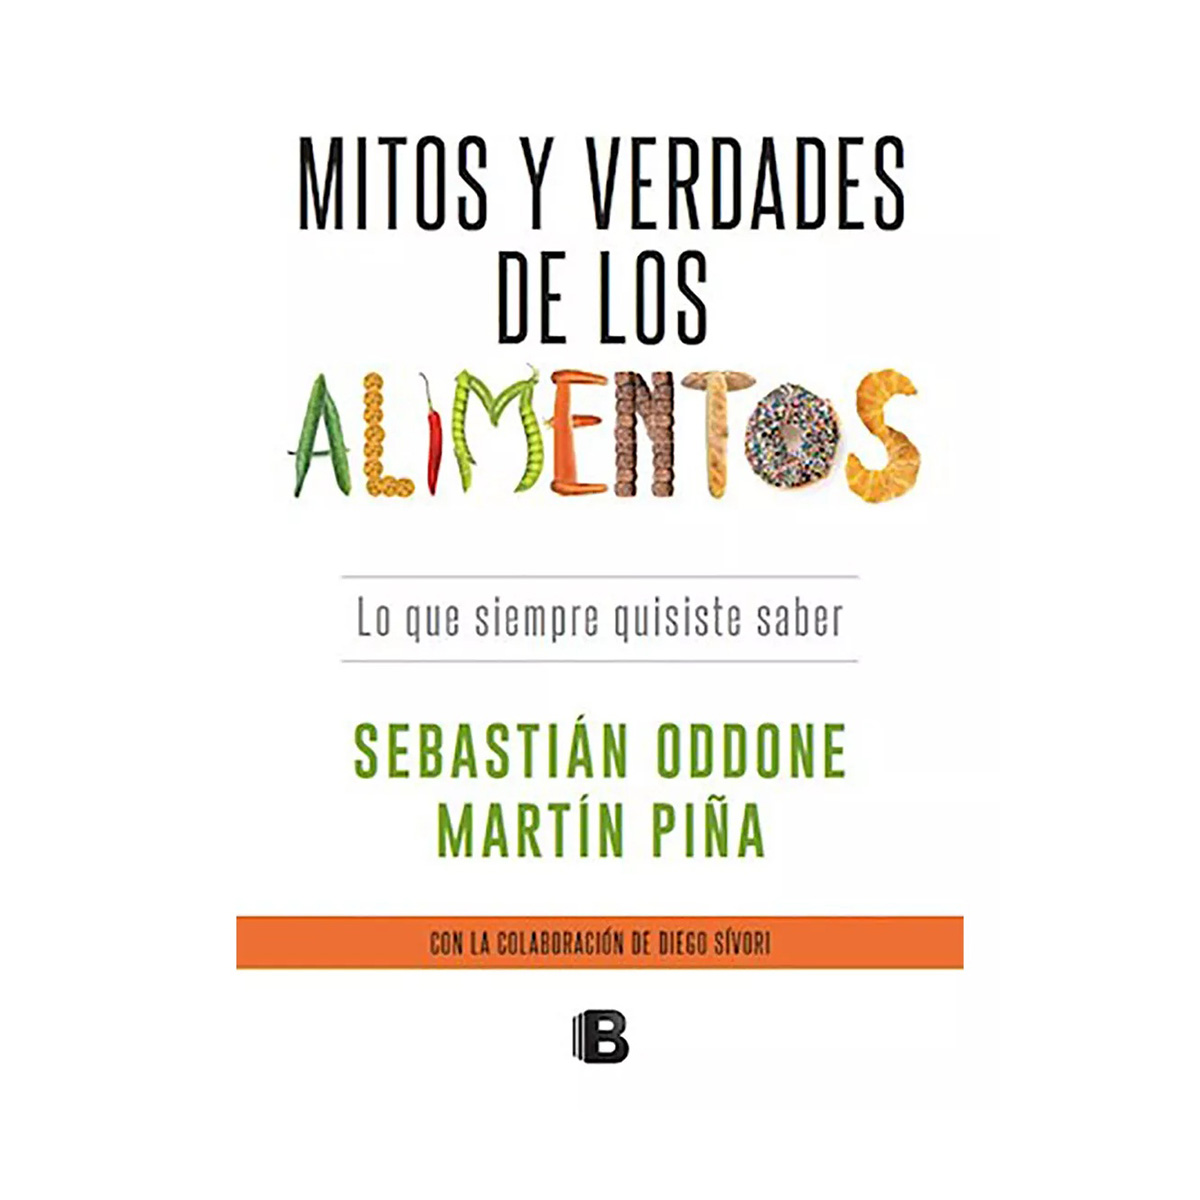 MITOS Y VERDADES
DE LOS
ALIMENTOS
Lo que siempre quisiste saber
SEBASTIÁN ODDONE
MARTÍN PIÑA
CON LA COLABORACIÓN DE DIEGO SÍVORI
B